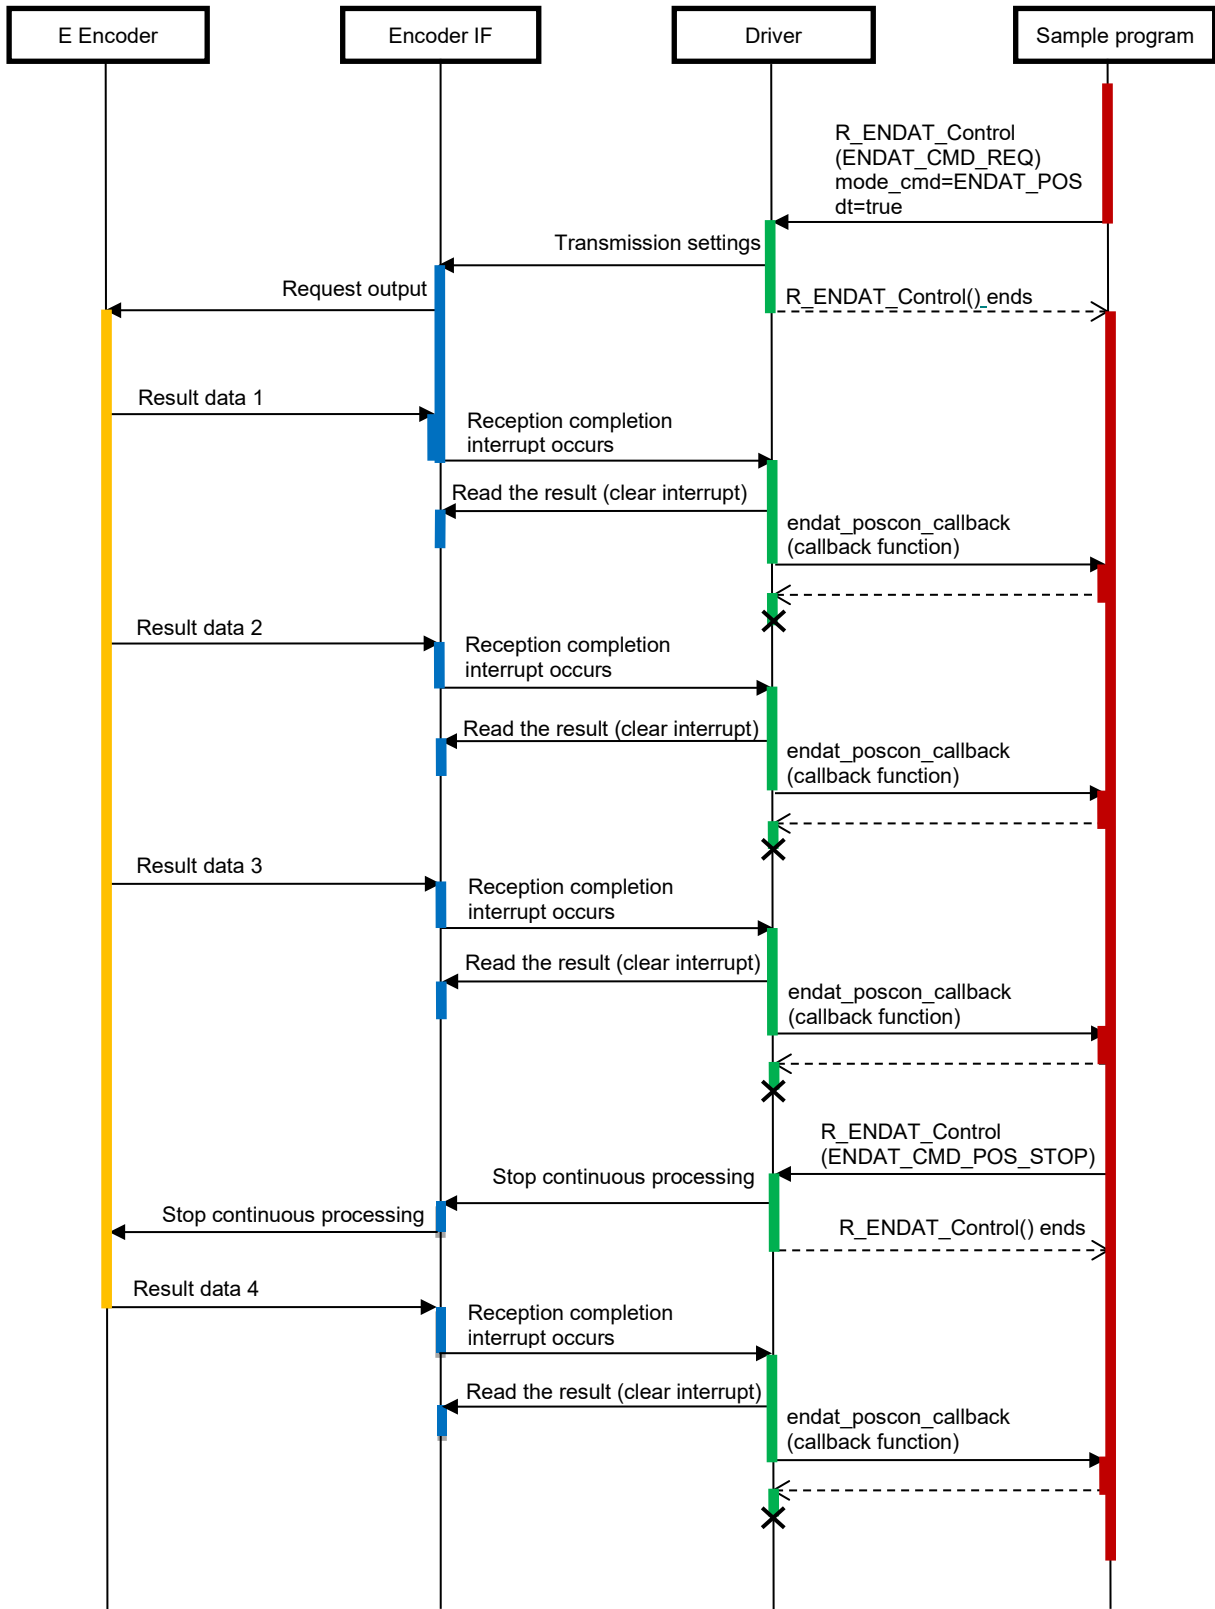 E Encoder
Encoder IF
Driver
Sample program
R_ENDAT_Control
(ENDAT_CMD_REQ)
mode_cmd=ENDAT_POS
dt=true
Transmission settings
Request output
R_ENDAT_Control() ends
Result data 1
Reception completion
interrupt occurs
Read the result (clear interrupt)
endat_poscon_callback
(callback function)
Result data 2
Reception completion
interrupt occurs
Read the result (clear interrupt)
endat_poscon_callback
(callback function)
Result data 3
Reception completion
interrupt occurs
Read the result (clear interrupt)
endat_poscon_callback
(callback function)
R_ENDAT_Control
(ENDAT_CMD_POS_STOP)
Stop continuous processing
Stop continuous processing
R_ENDAT_Control() ends
Result data 4
Reception completion
interrupt occurs
Read the result (clear interrupt)
endat_poscon_callback
(callback function)